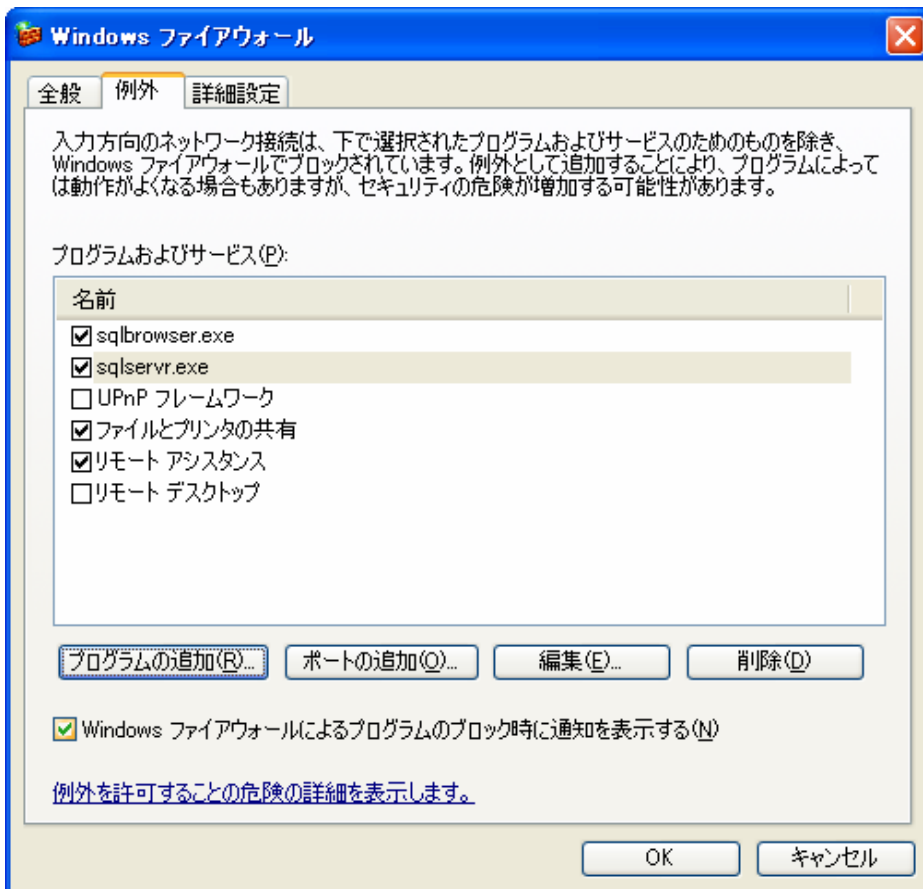 Windows ファイアウォール
全般 例外 詳細設定
入力方向のネットワーク接続は、下で選択されたプログラムおよびサービスのためのものを除き、
Windows ファイアウォールでブロックされています。例外として追加することにより、プログラムによって
は動作がよくなる場合もありますが、セキュリティの危険が増加する可能性があります。
プログラムおよびサービス(P):
名前
sqlbrowser.exe
sqlservr.exe
UPnP フレームワーク
ファイルとプリンタの共有
リモート アシスタンス
リモート デスクトップ
プログラムの追加(R)... ポートの追加(O)... 編集(E)... 削除(D)
Windows ファイアウォールによるプログラムのブロック時に通知を表示する(N)
例外を許可することの危険の詳細を表示します。
OK キャンセル